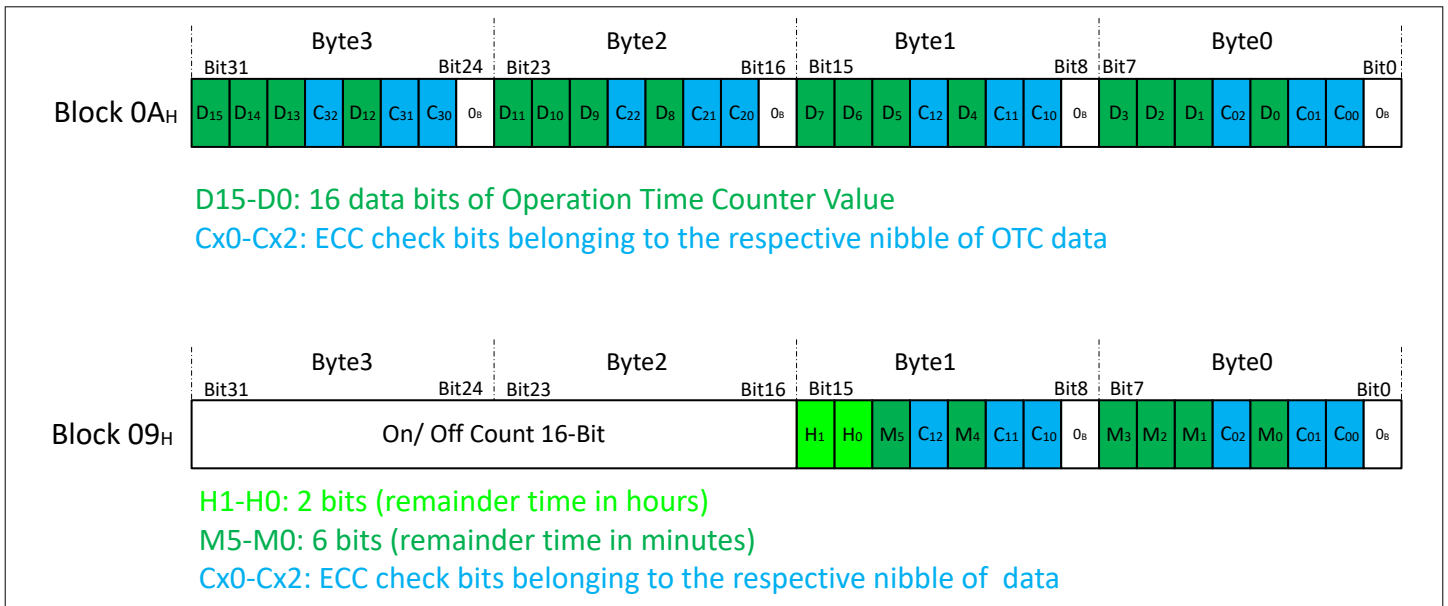 Byte3 Byte2 Byte1 Byte0
Bit31 Bit24 Bit23 Bit16 Bit15 Bit8 Bit7 Bit0
Block 0AH D15 D14 D13 C32 D12 C31 C30 0B D11 D10 D9 C22 D8 C21 C20 0B D7 D6 D5 C12 D4 C11 C10 0B D3 D2 D1 C02 D0 C01 C00 0B
D15-D0: 16 data bits of Operation Time Counter Value
Cx0-Cx2: ECC check bits belonging to the respective nibble of OTC data
Byte3 Byte2 Byte1 Byte0
Bit31 Bit24 Bit23 Bit16 Bit15 Bit8 Bit7 Bit0
Block 09H On/ Off Count 16-Bit H1 H0 M5 C12 M4 C11 C10 0B M3 M2 M1 C02 M0 C01 C00 0B
H1-H0: 2 bits (remainder time in hours)
M5-M0: 6 bits (remainder time in minutes)
Cx0-Cx2: ECC check bits belonging to the respective nibble of data